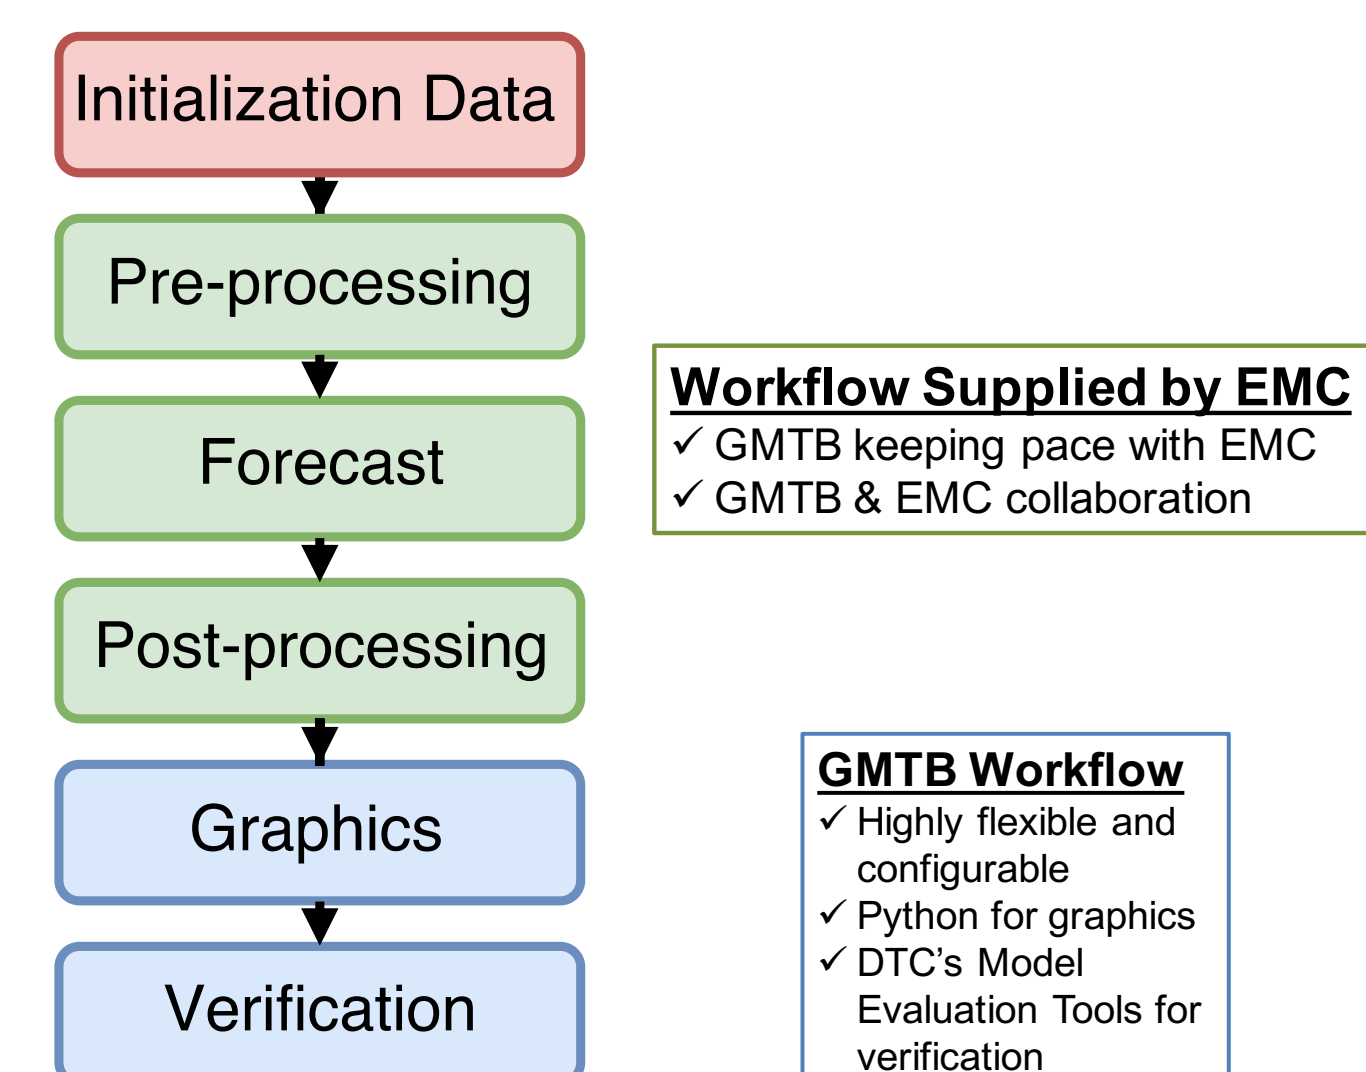 Initialization Data
Pre-processing
Forecast
Post-processing
Graphics
Verification
Workflow Supplied by EMC
✓ GMTB keeping pace with EMC
✓ GMTB & EMC collaboration
GMTB Workflow
✓ Highly flexible and
configurable
✓ Python for graphics
✓ DTC’s Model
Evaluation Tools for
verification